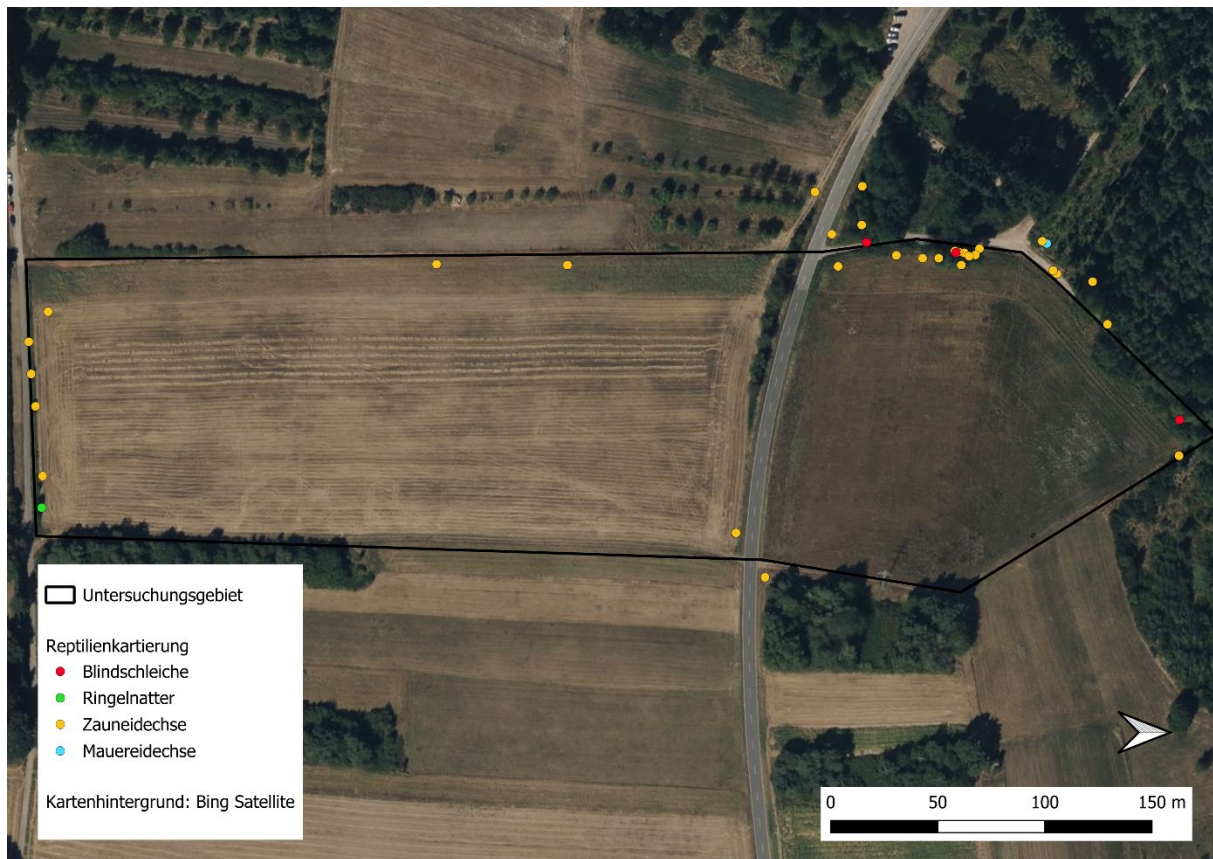 Untersuchungsgebiet
Reptilienkartierung
Blindschleiche
Ringelnatter
Zauneidechse
Mauereidechse
Kartenhintergrund: Bing Satellite
0 50 100 150 m